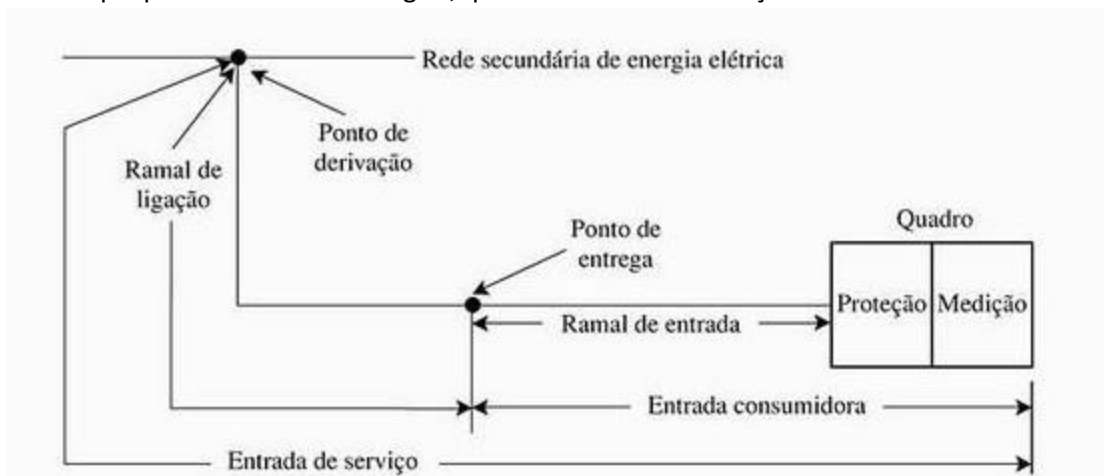 Rede secundária de energia elétrica
Ponto de
derivação
Ramal de
ligação
Ponto de
entrega
Quadro
Proteção
Medição
Ramal de entrada
Entrada consumidora
Entrada de serviço